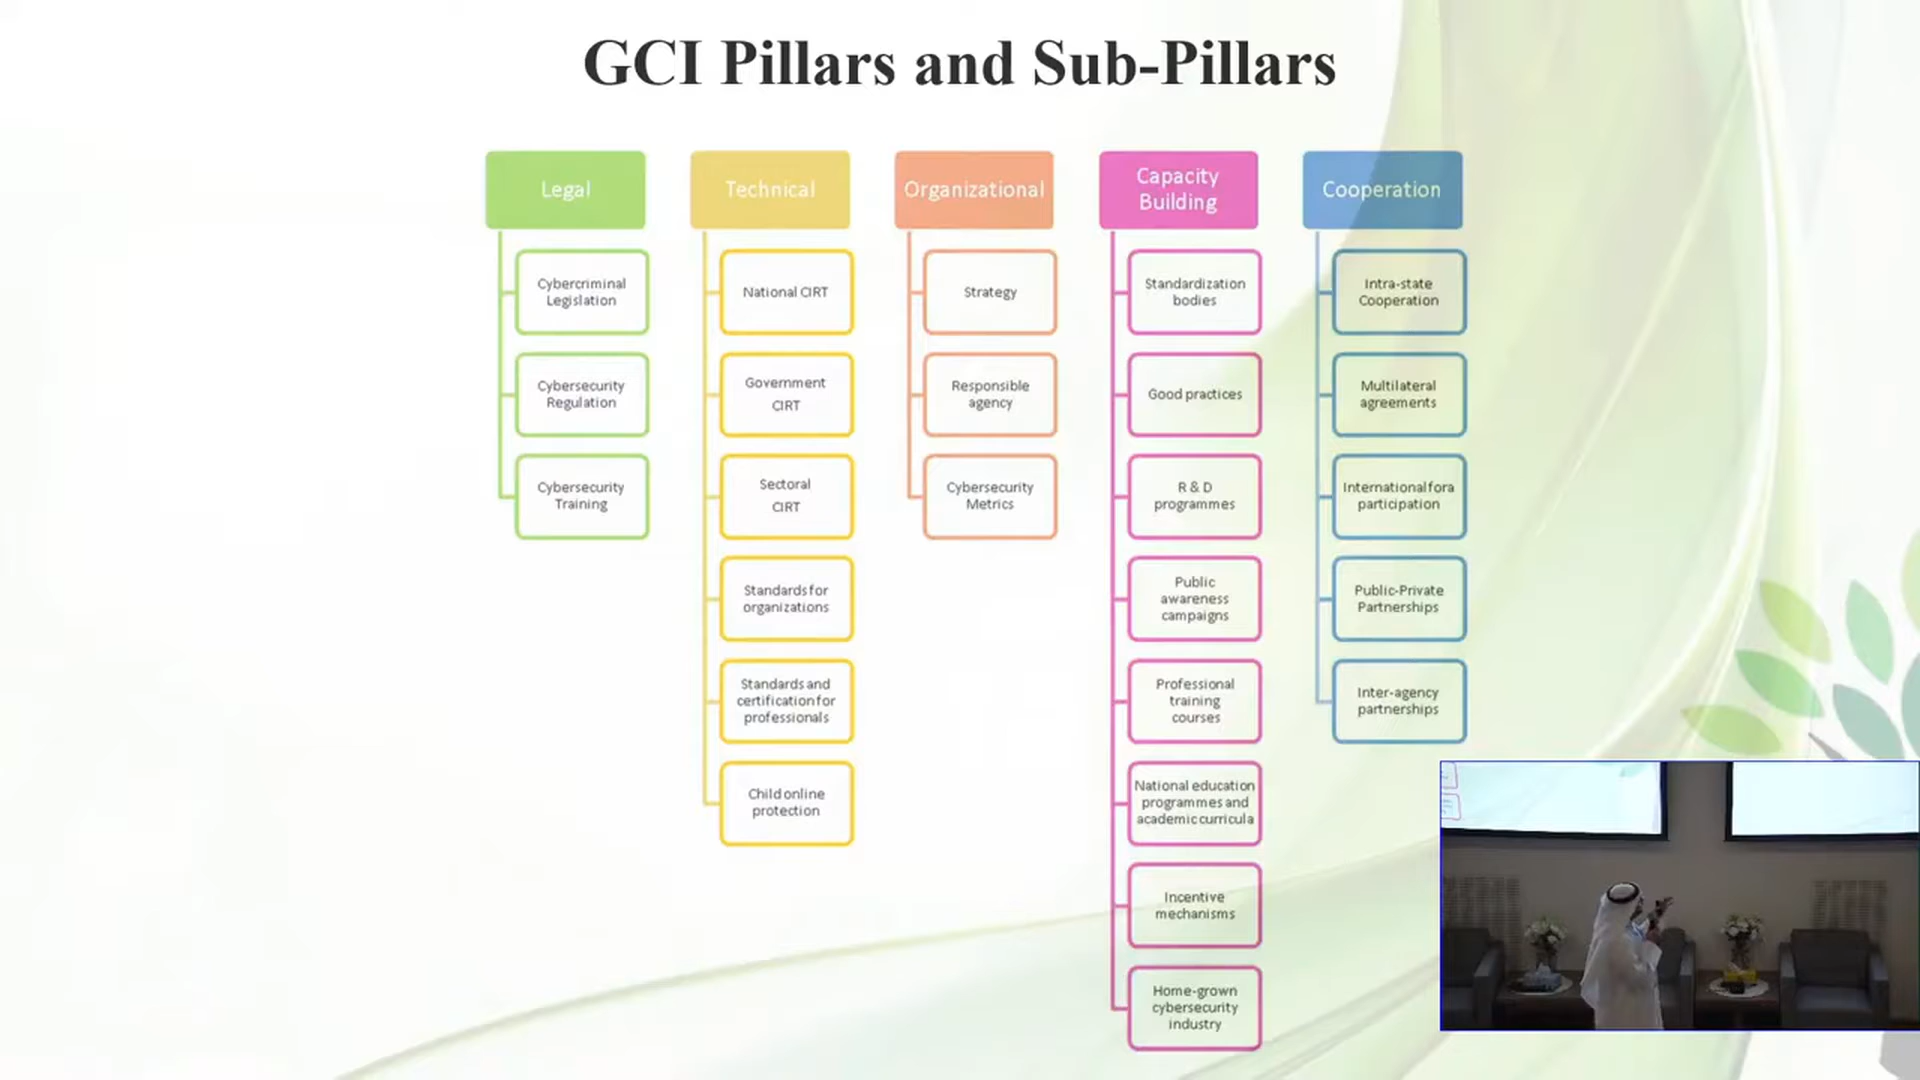 GCI Pillars and Sub-Pillars
Legal
Cybercriminal
Legislation
Cybersecurity
Regulation
Cybersecurity
Training
Technical
National CIRT
Government
CIRT
Sectoral
CIRT
Standards for
organizations
Standards and
certification for
professionals
Child online
protection
Organizational
Strategy
Responsible
agency
Cybersecurity
Metrics
Capacity
Building
Standardization
bodies
Good practices
R & D
programmes
Public
awareness
campaigns
Professional
training
courses
National education
programmes and
academic curricula
Incentive
mechanisms
Home-grown
cybersecurity
industry
Cooperation
Intra-state
Cooperation
Multilateral
agreements
International fora
participation
Public-Private
Partnerships
Inter-agency
partnerships